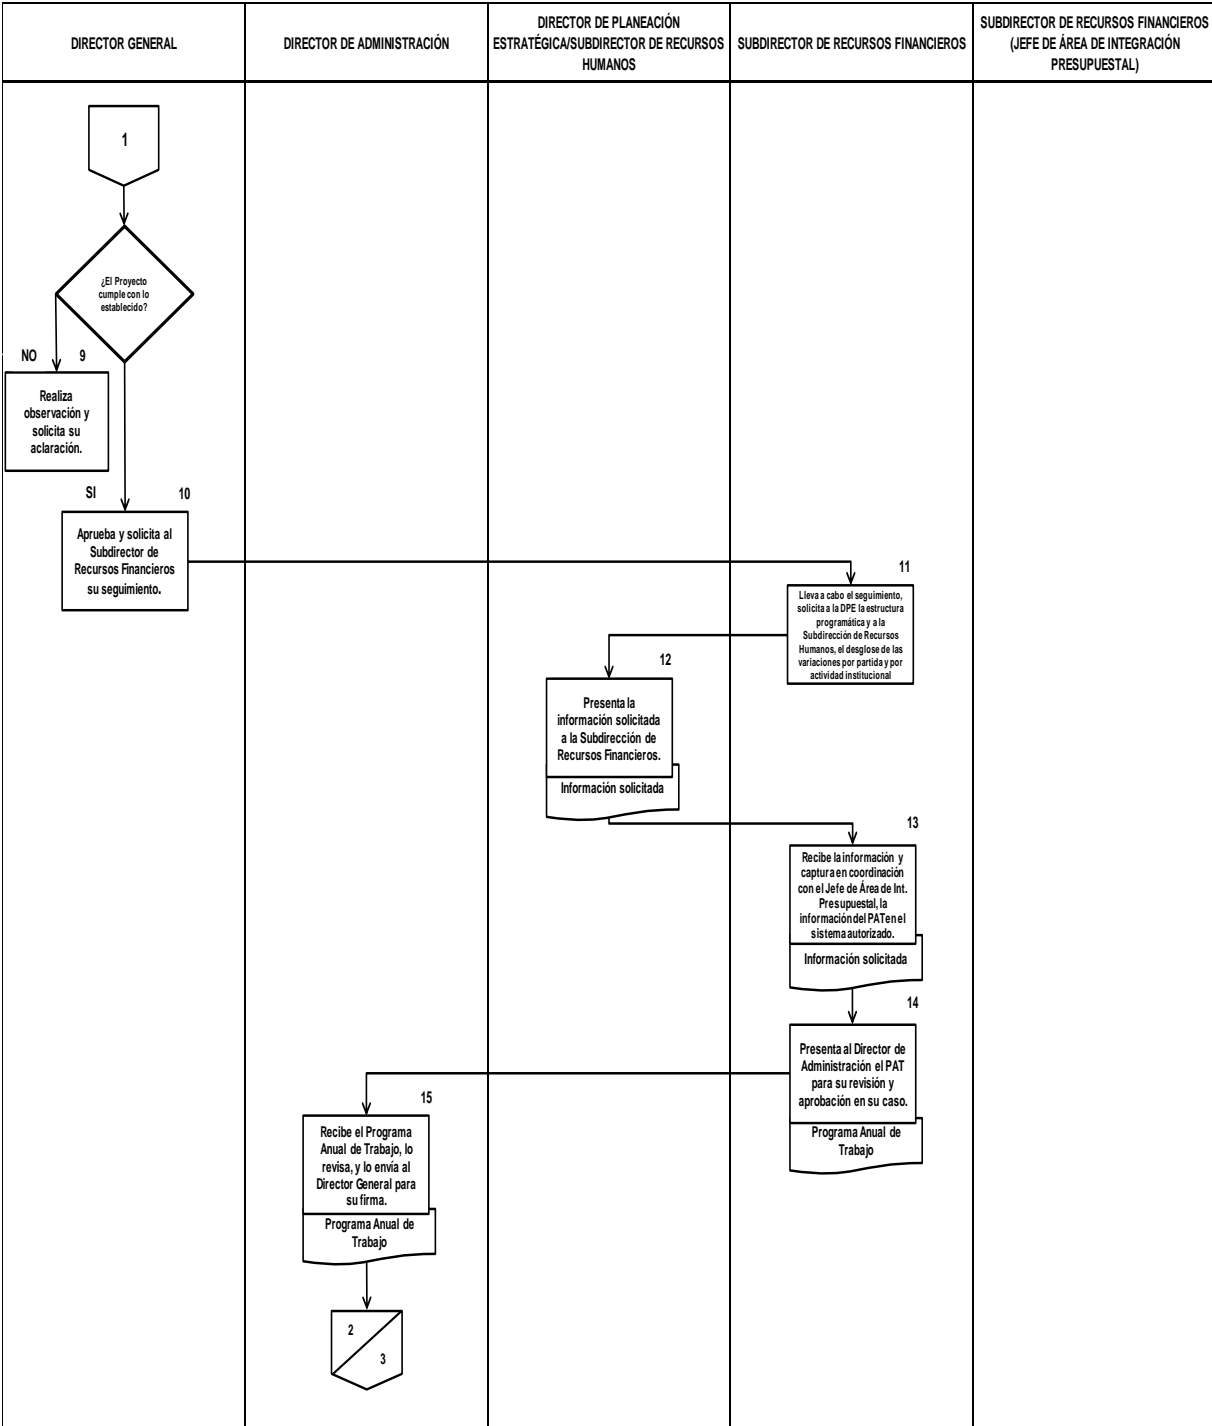 DIRECTOR GENERAL
DIRECTOR DE ADMINISTRACIÓN
DIRECTOR DE PLANEACIÓN
ESTRATÉGICA/SUBDIRECTOR DE RECURSOS
HUMANOS
SUBDIRECTOR DE RECURSOS FINANCIEROS
SUBDIRECTOR DE RECURSOS FINANCIEROS
(JEFE DE ÁREA DE INTEGRACIÓN
PRESUPUESTAL)
1
¿El Proyecto
cumple con lo
establecido?
NO
9
Realiza
observación y
solicita su
aclaración.
SI
10
Aprueba y solicita al
Subdirector de
Recursos Financieros
su seguimiento.
11
Lleva a cabo el seguimiento,
solicita a la DPE la estructura
programática y a la
Subdirección de Recursos
Humanos, el desglose de las
variaciones por partida y por
actividad institucional
12
Presenta la
información solicitada
a la Subdirección de
Recursos Financieros.
Información solicitada
13
Recibe la información y
captura en coordinación
con el Jefe de Área de Int.
Presupuestal, la
información del PAT en el
sistema autorizado.
Información solicitada
14
Presenta al Director de
Administración el PAT
para su revisión y
aprobación en su caso.
Programa Anual de
Trabajo
15
Recibe el Programa
Anual de Trabajo, lo
revisa, y lo envía al
Director General para
su firma.
Programa Anual de
Trabajo
2
3